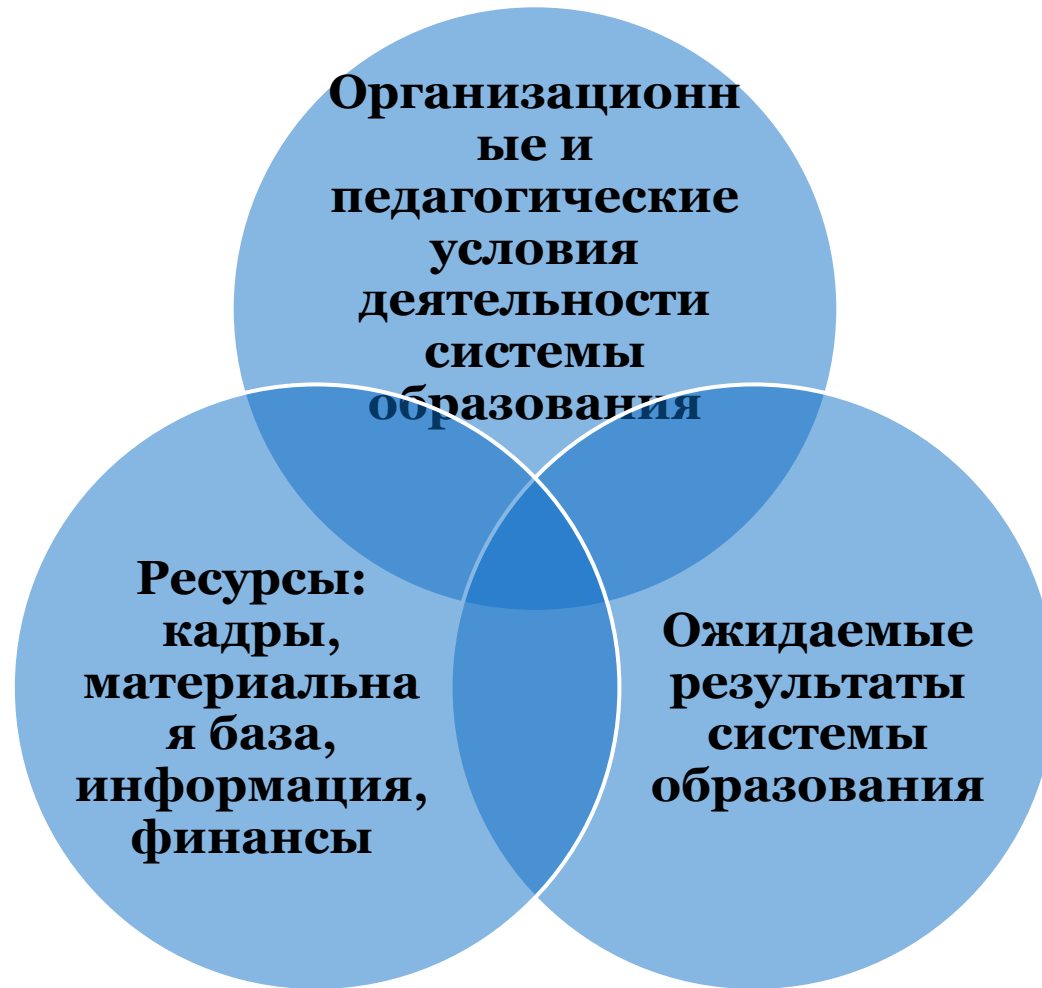 Организационн
ые и
педагогические
условия
деятельности
системы
образования
Ресурсы:
кадры,
материальна
я база,
информация,
финансы
Ожидаемые
результаты
системы
образования